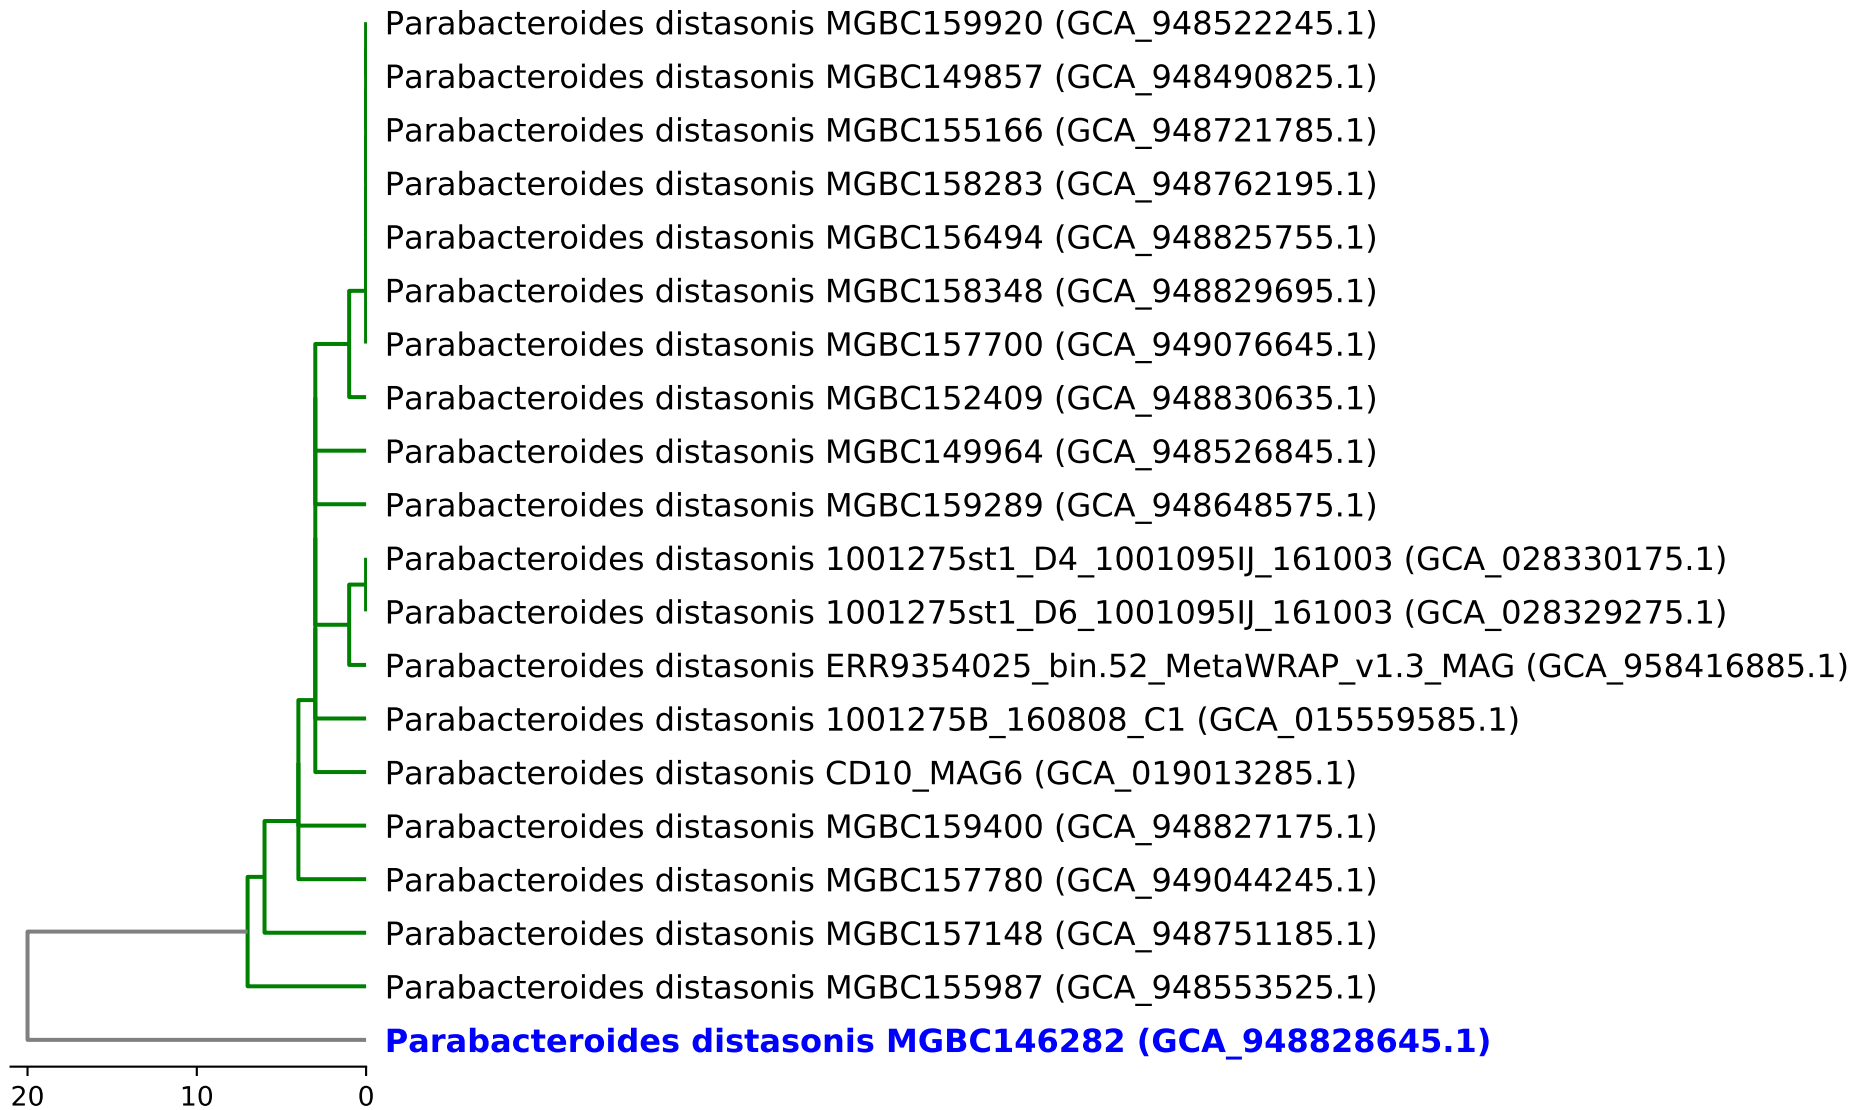 Parabacteroides distasonis MGBC159920 (GCA_948522245.1)
Parabacteroides distasonis MGBC149857 (GCA_948490825.1)
Parabacteroides distasonis MGBC155166 (GCA_948721785.1)
Parabacteroides distasonis MGBC158283 (GCA_948762195.1)
Parabacteroides distasonis MGBC156494 (GCA_948825755.1)
Parabacteroides distasonis MGBC158348 (GCA_948829695.1)
Parabacteroides distasonis MGBC157700 (GCA_949076645.1)
Parabacteroides distasonis MGBC152409 (GCA_948830635.1)
Parabacteroides distasonis MGBC149964 (GCA_948526845.1)
Parabacteroides distasonis MGBC159289 (GCA_948648575.1)
Parabacteroides distasonis 1001275st1_D4_1001095IJ_161003 (GCA_028330175.1)
Parabacteroides distasonis 1001275st1_D6_1001095IJ_161003 (GCA_028329275.1)
Parabacteroides distasonis ERR9354025_bin.52_MetaWRAP_v1.3_MAG (GCA_958416885.1)
Parabacteroides distasonis 1001275B_160808_C1 (GCA_015559585.1)
Parabacteroides distasonis CD10_MAG6 (GCA_019013285.1)
Parabacteroides distasonis MGBC159400 (GCA_948827175.1)
Parabacteroides distasonis MGBC157780 (GCA_949044245.1)
Parabacteroides distasonis MGBC157148 (GCA_948751185.1)
Parabacteroides distasonis MGBC155987 (GCA_948553525.1)
Parabacteroides distasonis MGBC146282 (GCA_948828645.1)
20 10 0